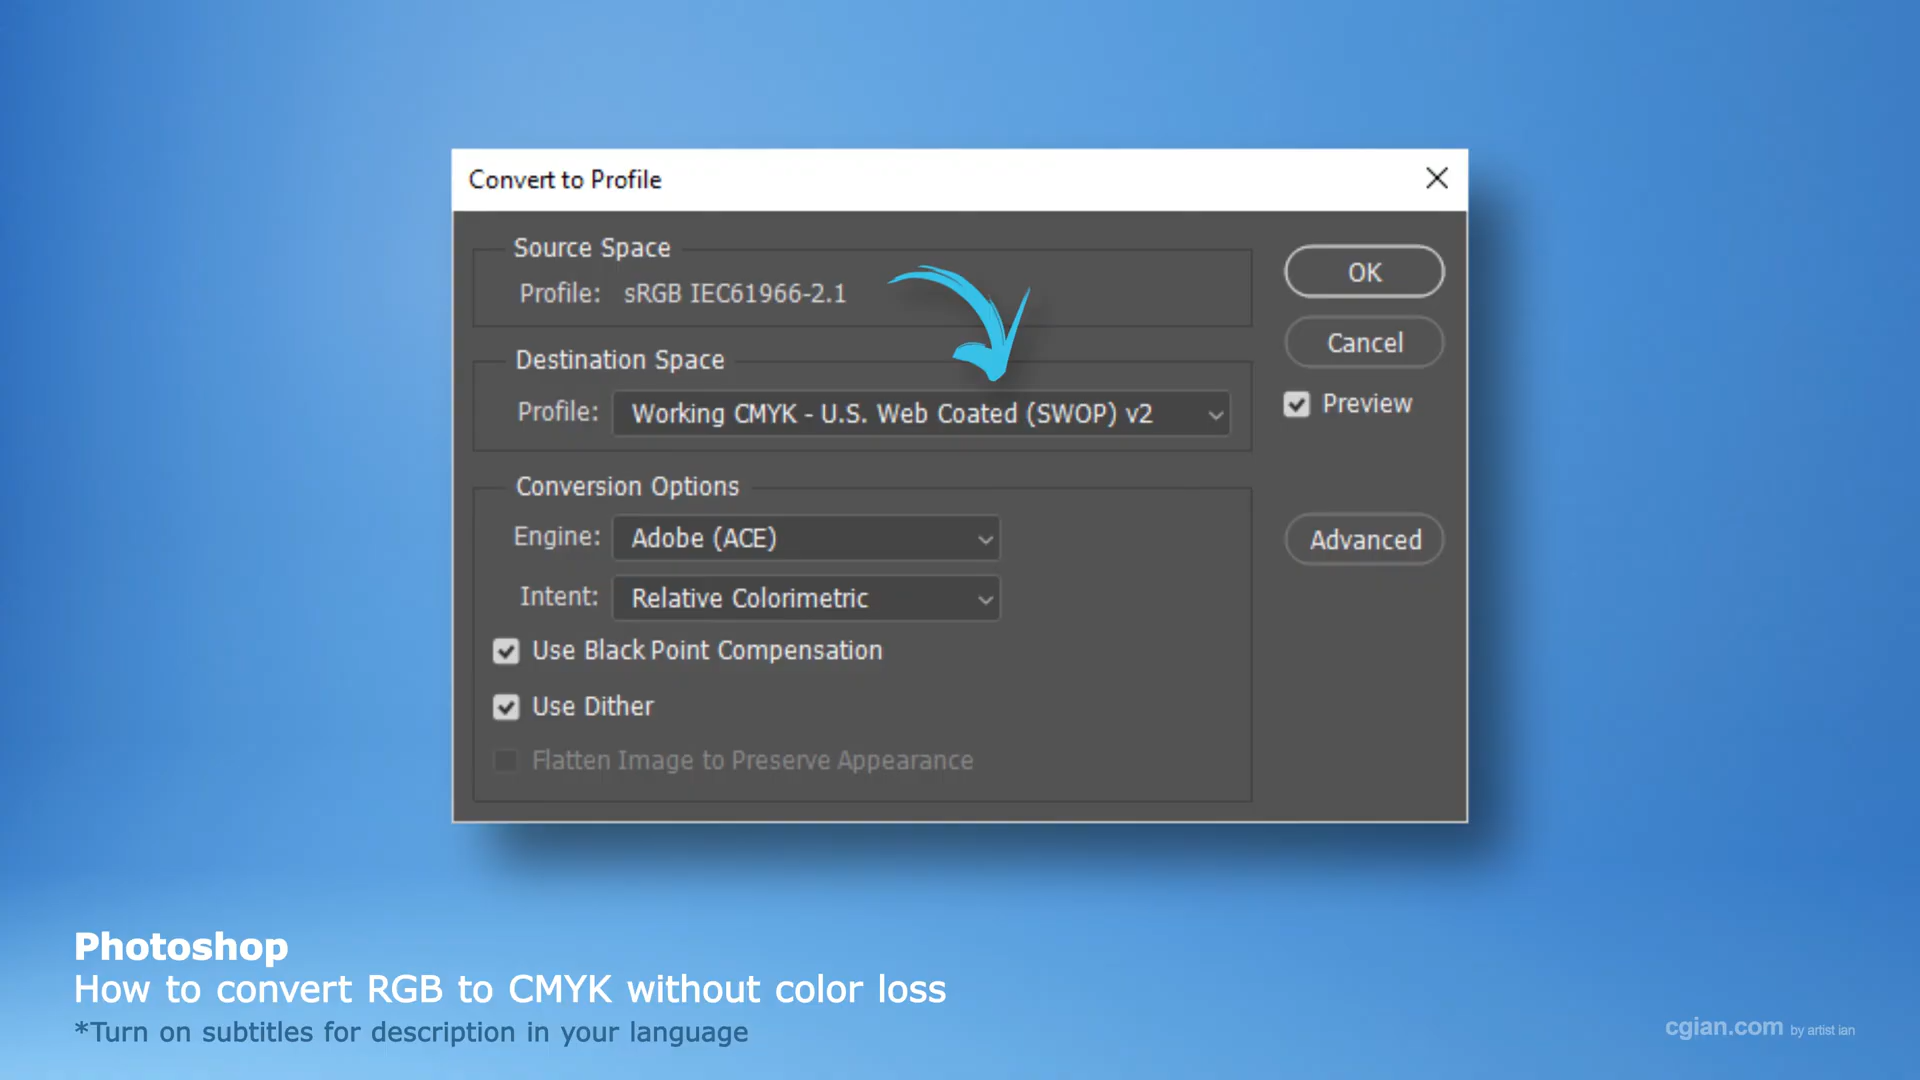 Convert to Profile
Source Space
Profile: sRGB IEC61966-2.1
OK
Cancel
Destination Space
Profile: Working CMYK - U.S. Web Coated (SWOP) v2
Preview
Conversion Options
Engine: Adobe (ACE)
Advanced
Intent: Relative Colorimetric
Use Black Point Compensation
Use Dither
Flatten Image to Preserve Appearance
Photoshop
How to convert RGB to CMYK without color loss
*Turn on subtitles for description in your language
cgian.com by artist ian